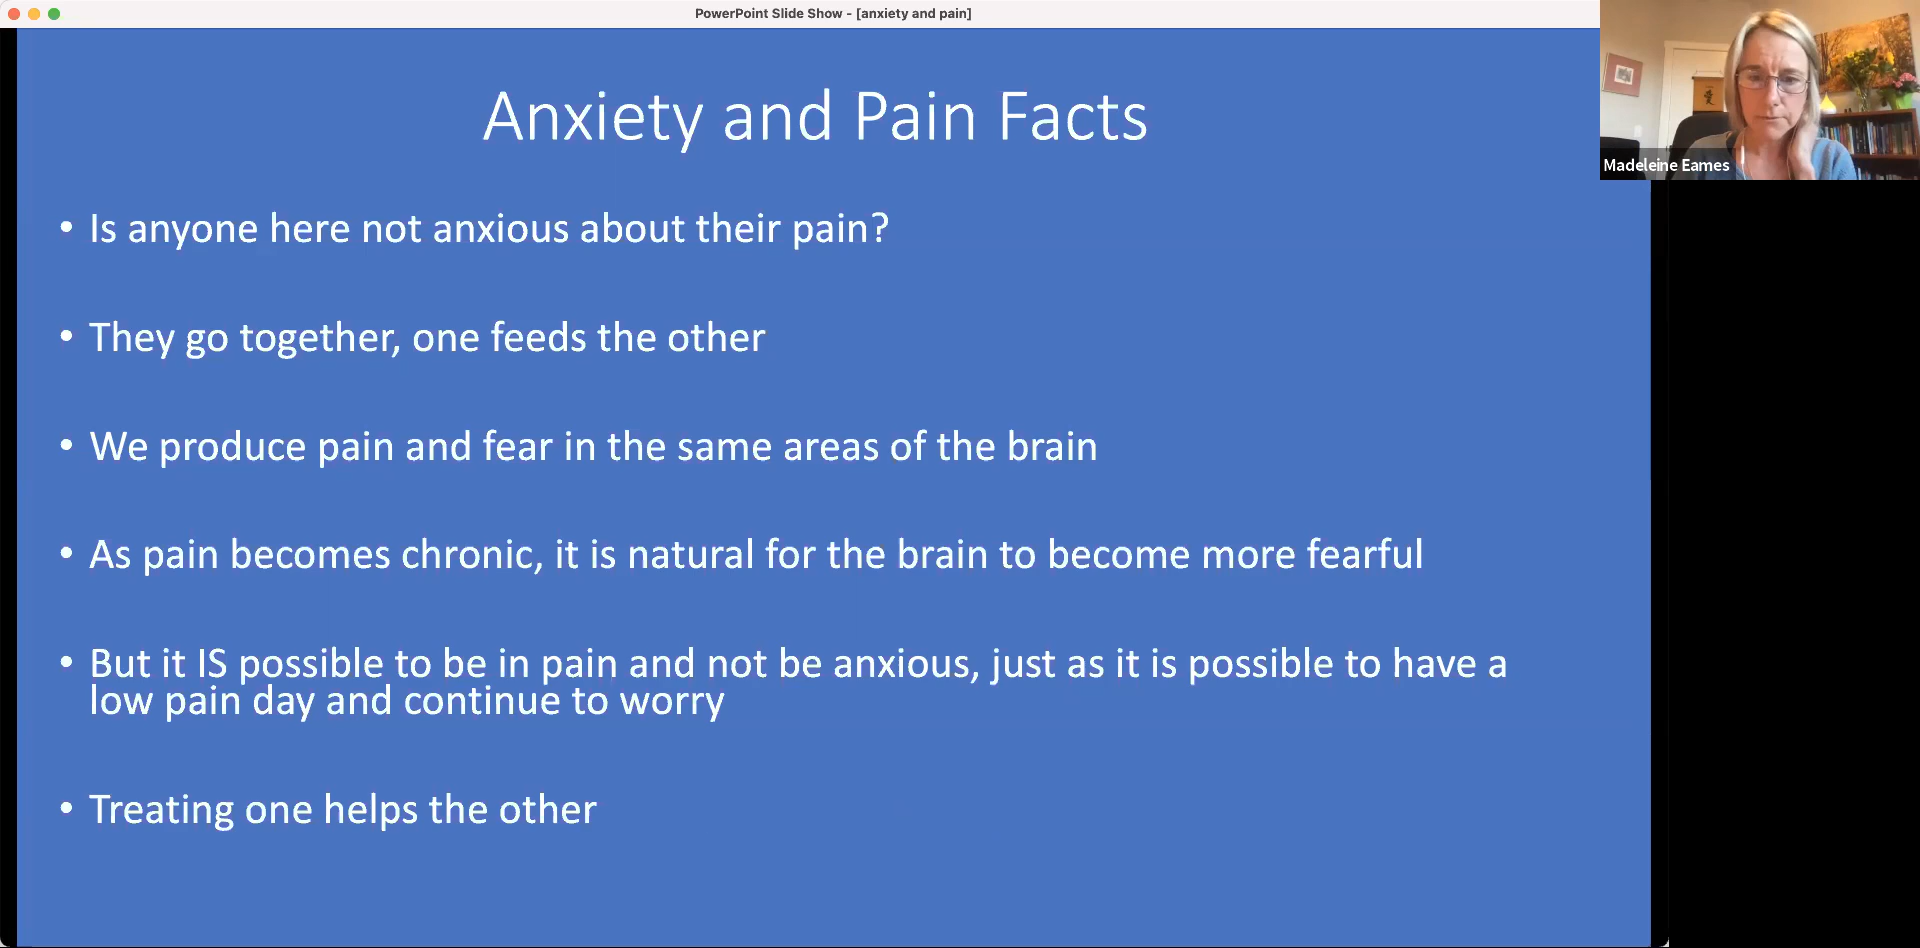 PowerPoint Slide Show - [anxiety and pain]
Anxiety and Pain Facts
• Is anyone here not anxious about their pain?
• They go together, one feeds the other
• We produce pain and fear in the same areas of the brain
• As pain becomes chronic, it is natural for the brain to become more fearful
• But it IS possible to be in pain and not be anxious, just as it is possible to have a
low pain day and continue to worry
• Treating one helps the other
Madeleine Eames